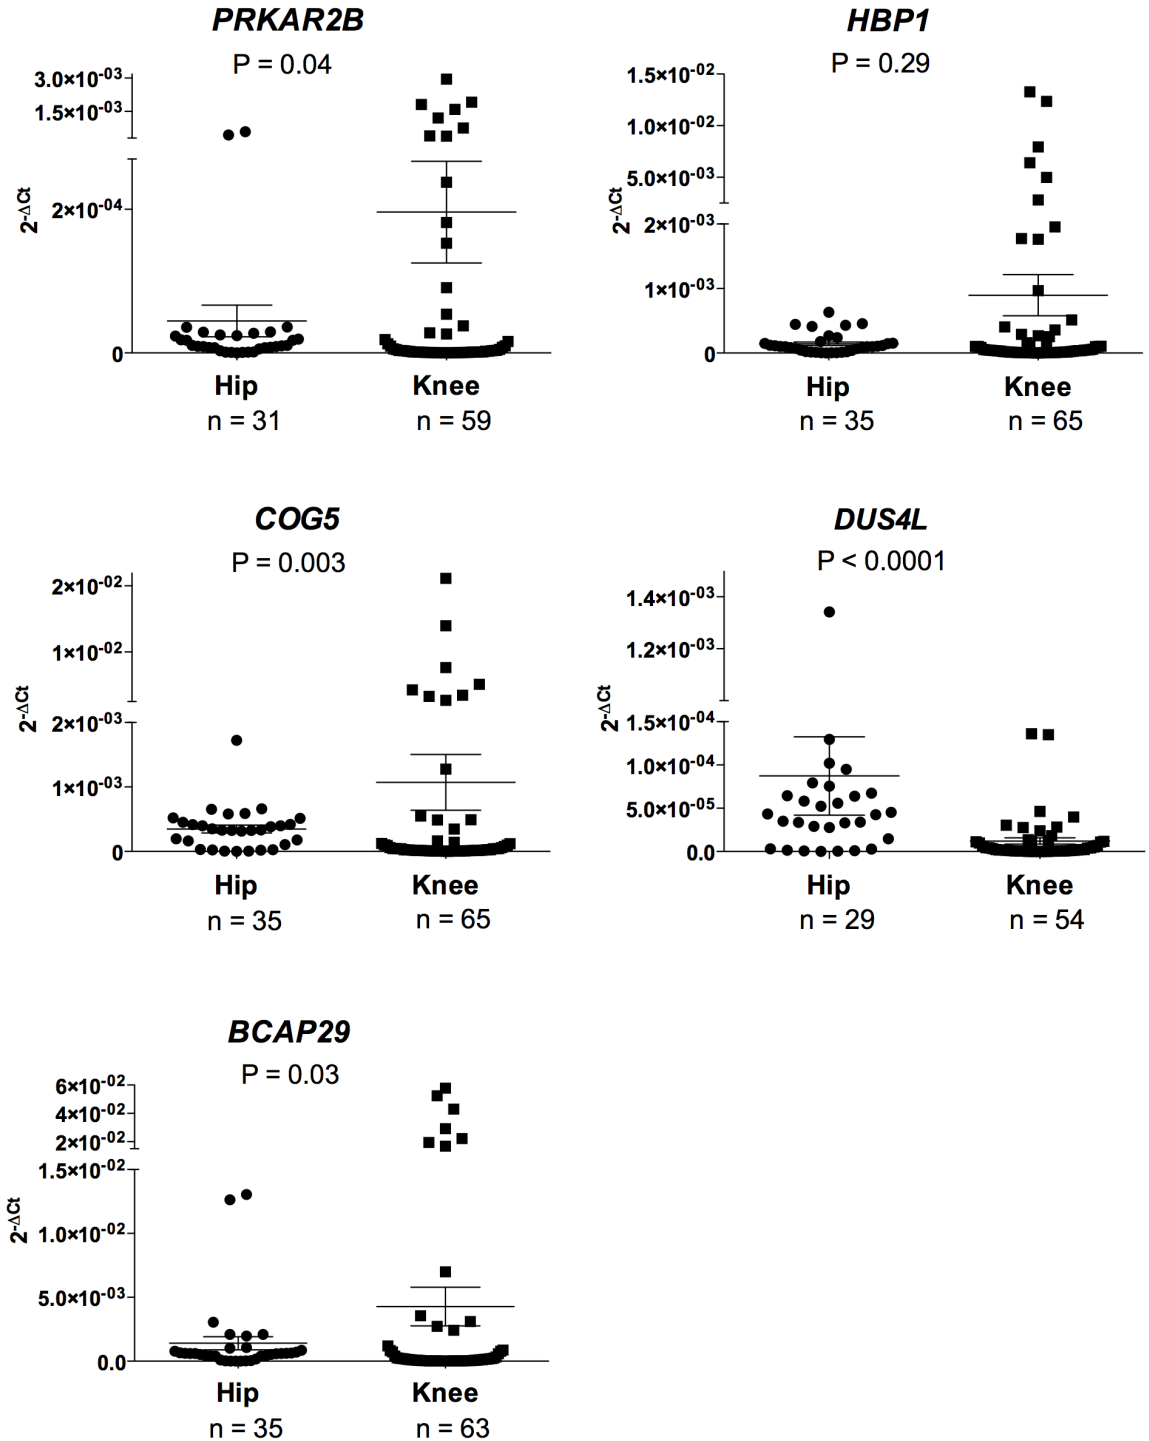 PRKAR2B
P = 0.04
3.0×10-03
1.5×10-03
2×10-04
0
2-ΔCt
Hip
Knee
n = 31
n = 59
HBP1
P = 0.29
1.5×10-02
1.0×10-02
5.0×10-03
2×10-03
1×10-03
0
2-ΔCt
Hip
Knee
n = 35
n = 65
COG5
P = 0.003
2×10-02
1×10-02
2×10-03
1×10-03
0
2-ΔCt
Hip
Knee
n = 35
n = 65
DUS4L
P < 0.0001
1.4×10-03
1.2×10-03
1.5×10-04
1.0×10-04
5.0×10-05
0.0
2-ΔCt
Hip
Knee
n = 29
n = 54
BCAP29
P = 0.03
6×10-02
4×10-02
2×10-02
1.5×10-02
1.0×10-02
5.0×10-03
0.0
2-ΔCt
Hip
Knee
n = 35
n = 63